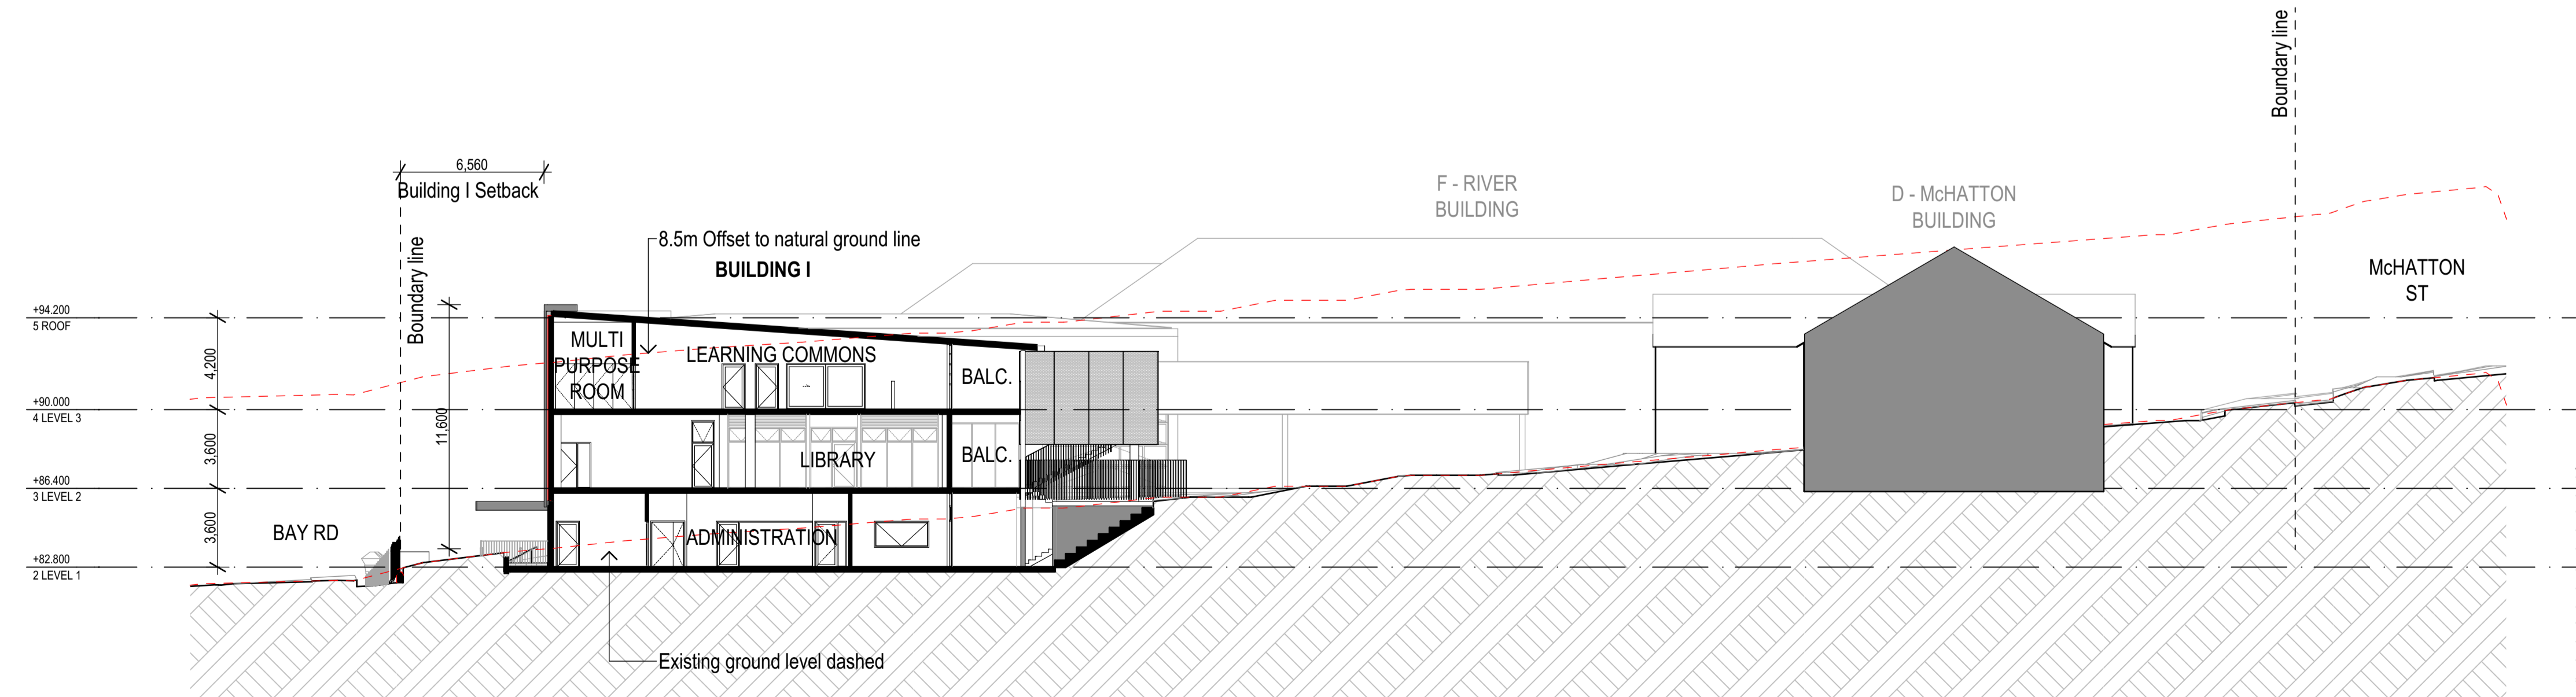 Boundary line
6,560
Building I Setback
F - RIVER
BUILDING
D - McHATTON
BUILDING
Boundary line
8.5m Offset to natural ground line
BUILDING I
McHATTON
ST
+94.200
5 ROOF
MULTI
PURPOSE
ROOM
LEARNING COMMONS
BALC.
4,200
+90.000
4 LEVEL 3
11,600
3,600
LIBRARY
BALC.
+86.400
3 LEVEL 2
3,600
BAY RD
ADMINISTRATION
+82.800
2 LEVEL 1
Existing ground level dashed